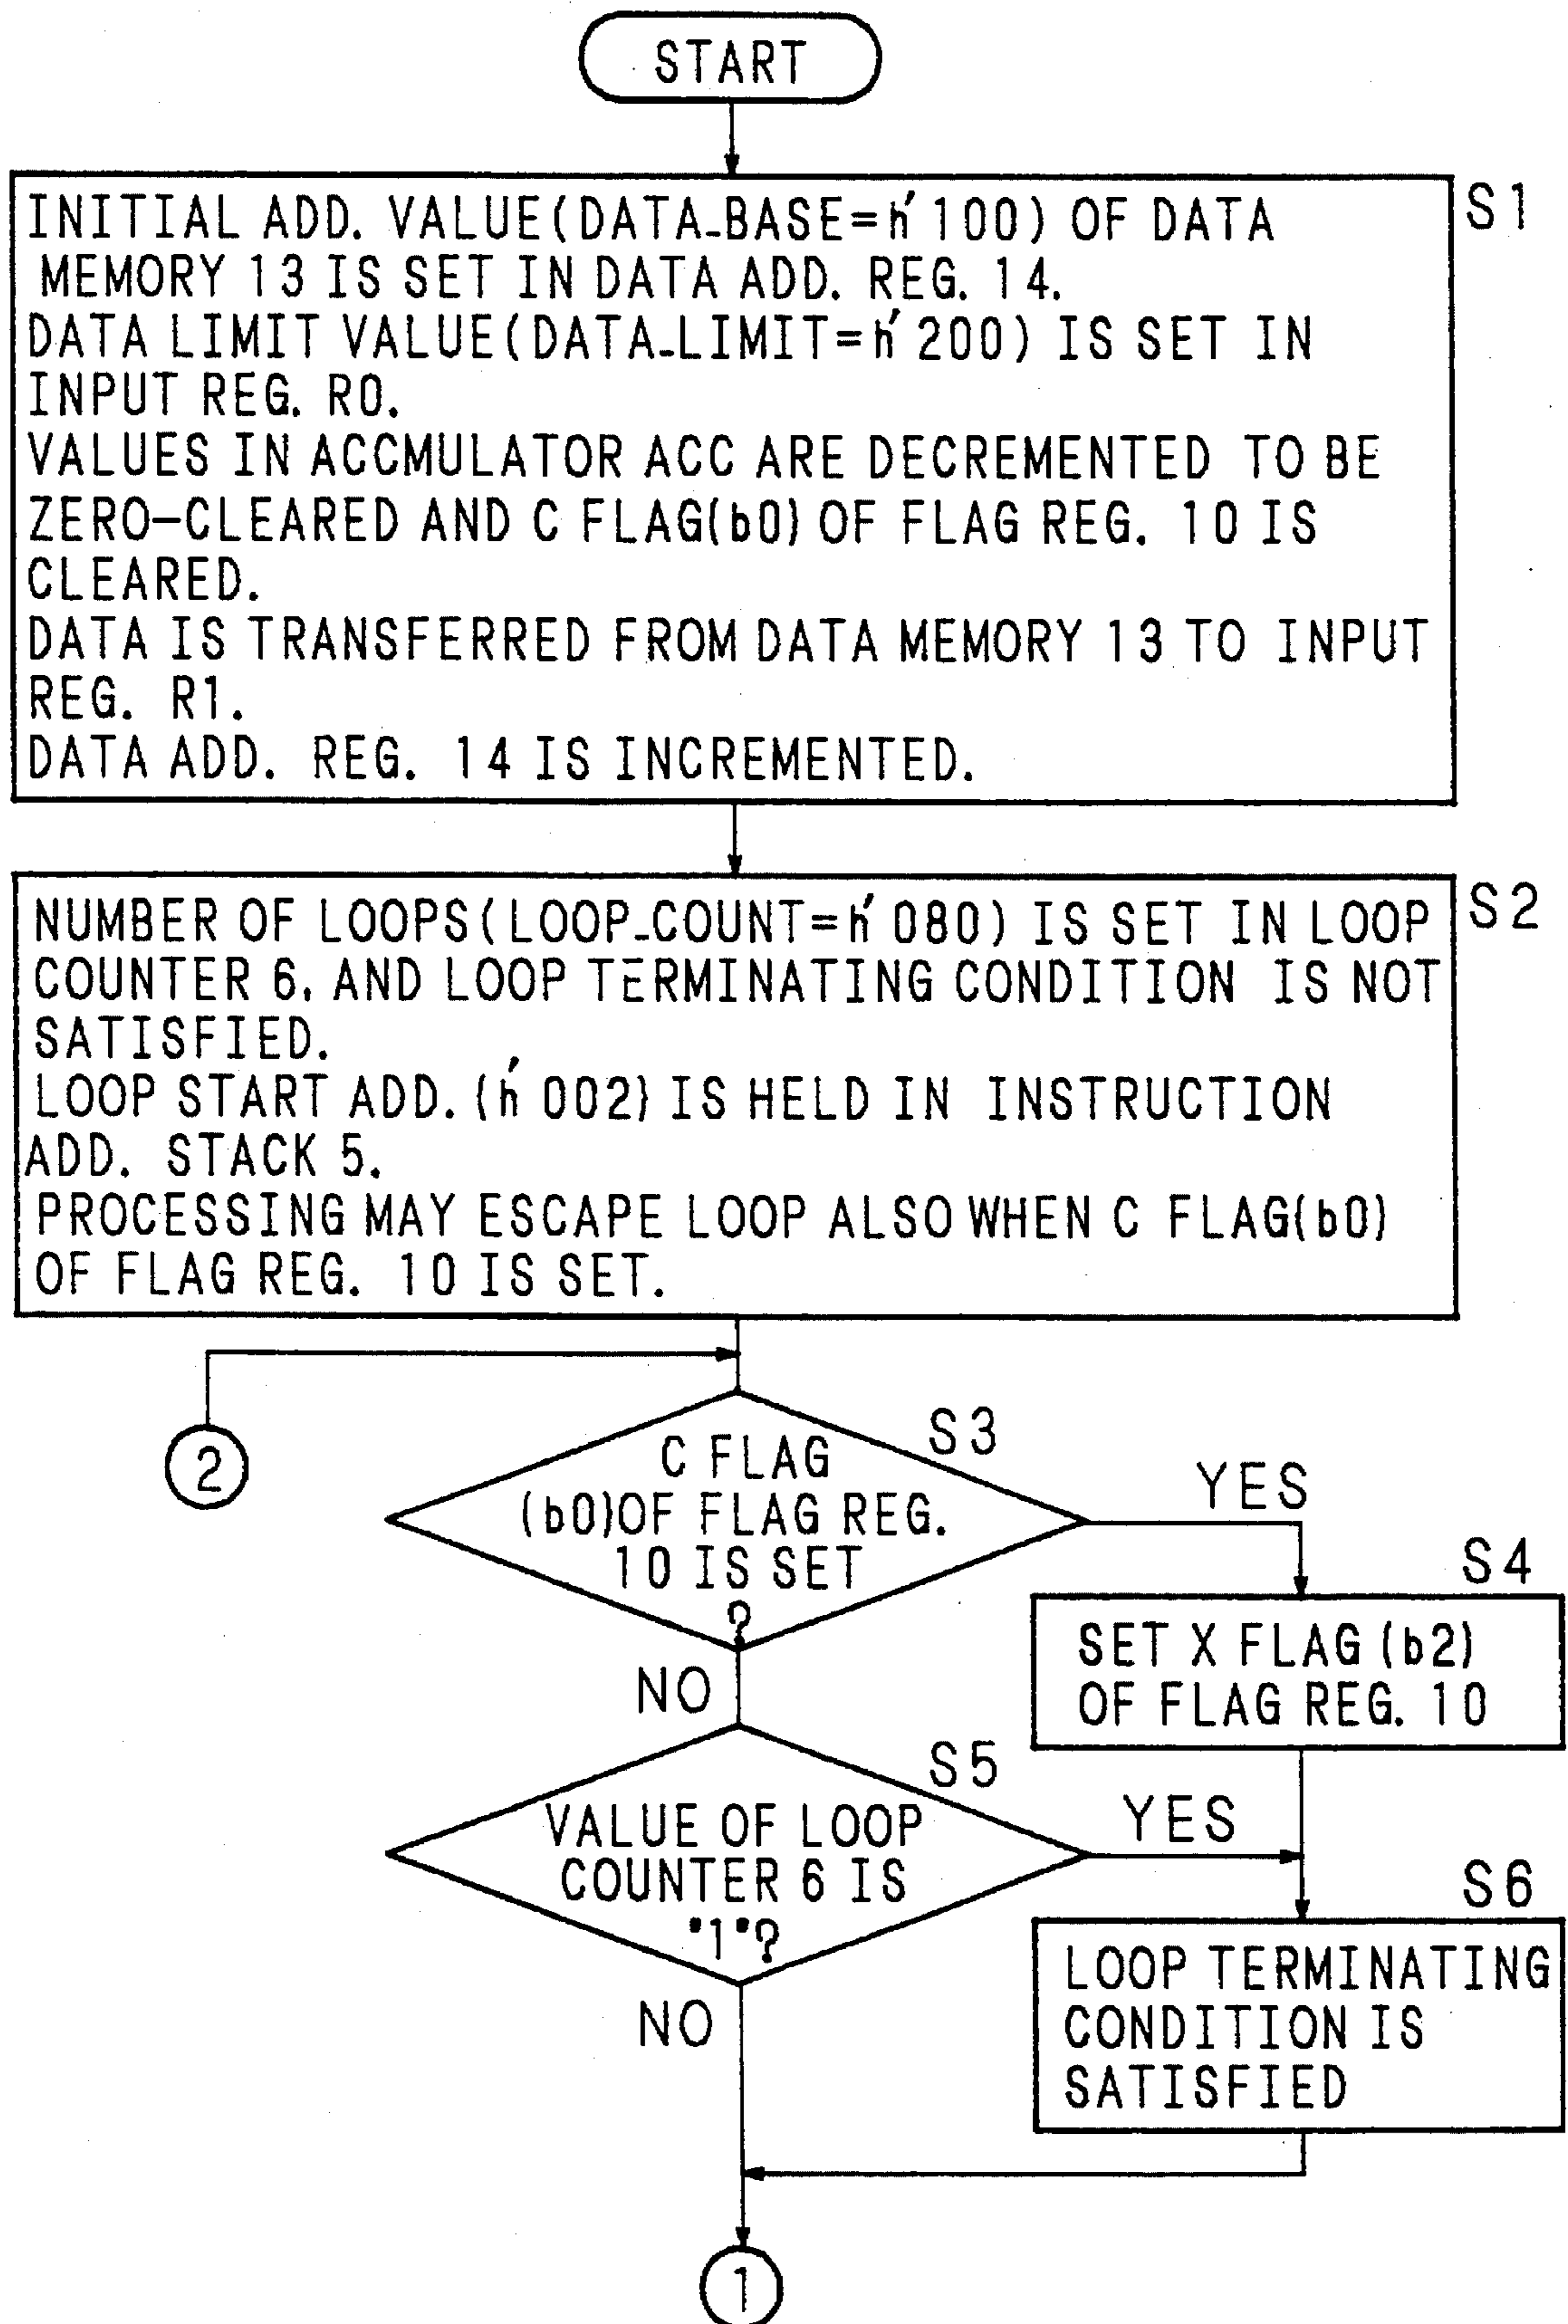 START
S1
INITIAL ADD. VALUE(DATA-BASE=h'100) OF DATA
MEMORY 13 IS SET IN DATA ADD. REG. 14.
DATA LIMIT VALUE(DATA-LIMIT=h'200) IS SET IN
INPUT REG. R0.
VALUES IN ACCMULATOR ACC ARE DECREMENTED TO BE
ZERO-CLEARED AND C FLAG(b0) OF FLAG REG. 10 IS
CLEARED.
DATA IS TRANSFERRED FROM DATA MEMORY 13 TO INPUT
REG. R1.
DATA ADD. REG. 14 IS INCREMENTED.
S2
NUMBER OF LOOPS(LOOP-COUNT=h'080) IS SET IN LOOP
COUNTER 6. AND LOOP TERMINATING CONDITION IS NOT
SATISFIED.
LOOP START ADD. (h'002) IS HELD IN INSTRUCTION
ADD. STACK 5.
PROCESSING MAY ESCAPE LOOP ALSO WHEN C FLAG(b0)
OF FLAG REG. 10 IS SET.
2
S3
C FLAG
(b0)OF FLAG REG.
10 IS SET
?
YES
NO
S4
SET X FLAG (b2)
OF FLAG REG. 10
S5
VALUE OF LOOP
COUNTER 6 IS
"1"?
YES
NO
S6
LOOP TERMINATING
CONDITION IS
SATISFIED
1